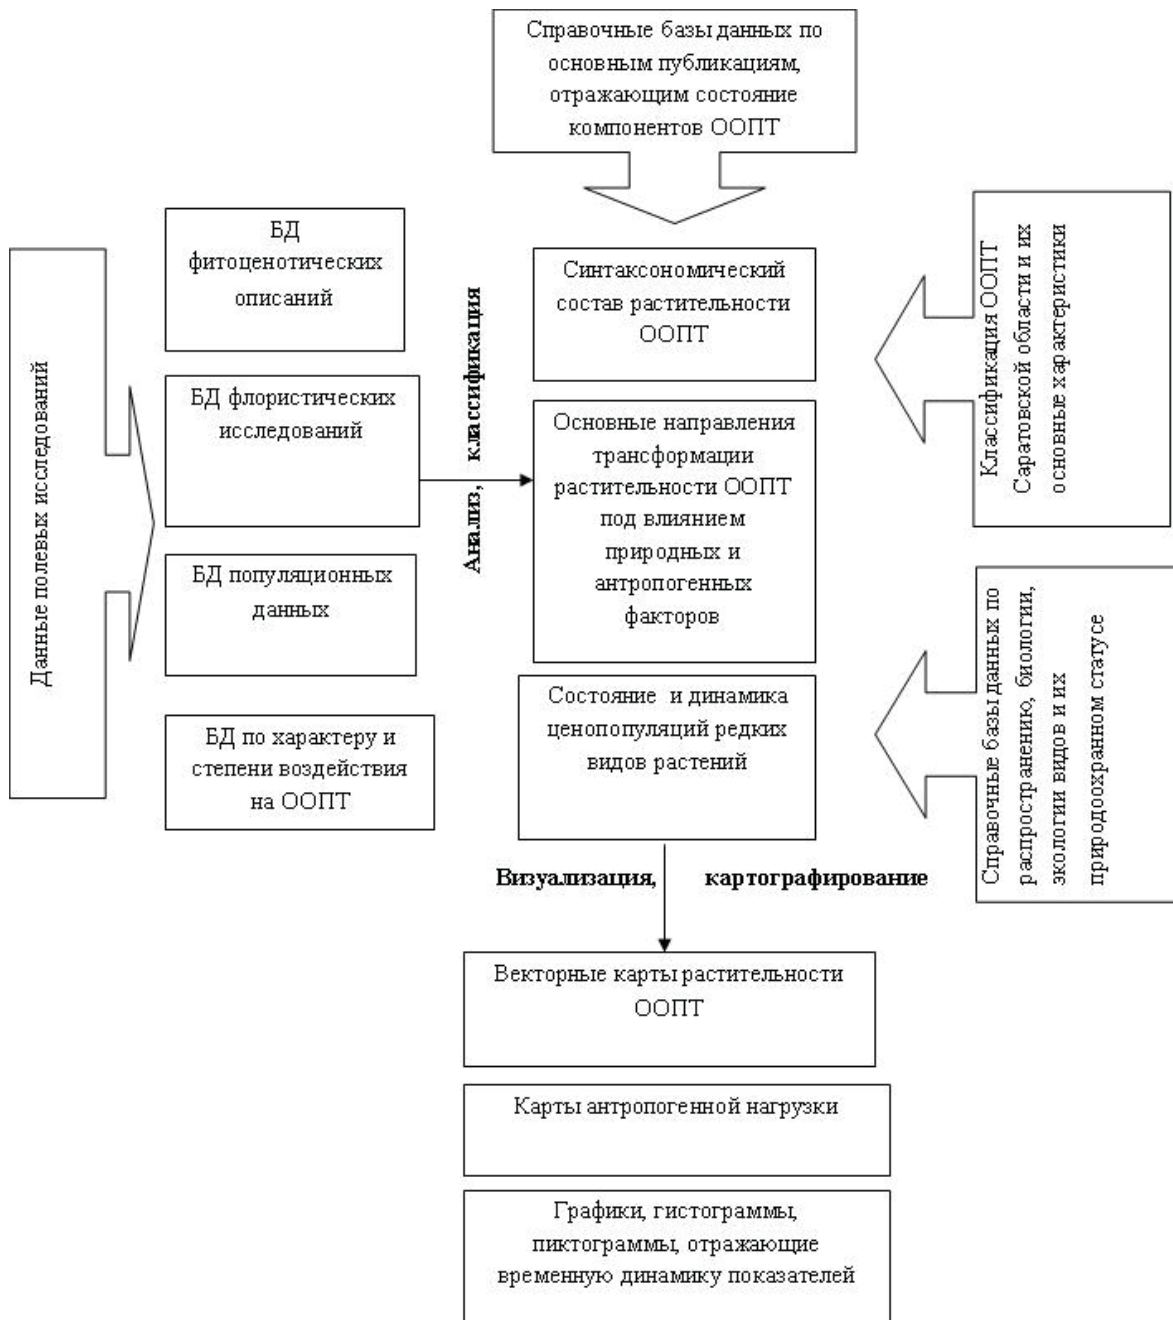 Справочные базы данных по
основным публикациям,
отражающим состояние
компонентов ООПТ
Данные полевых исследований
БД
фитоценотических
описаний
БД флористических
исследований
БД популяционных
данных
БД по характеру и
степени воздействия
на ООПТ
Анализ, классификация
Синтаксономический
состав растительности
ООПТ
Основные направления
трансформации
растительности ООПТ
под влиянием
природных и
антропогенных
факторов
Состояние и динамика
ценопопуляций редких
видов растений
Классификация ООПТ
Саратовской области и их
основные характеристики
Справочные базы данных по
распространению, биологии,
экологии видов и их
природоохранном статусе
Визуализация, картографирование
Векторные карты растительности
ООПТ
Карты антропогенной нагрузки
Графики, гистограммы,
пиктограммы, отражающие
временную динамику показателей